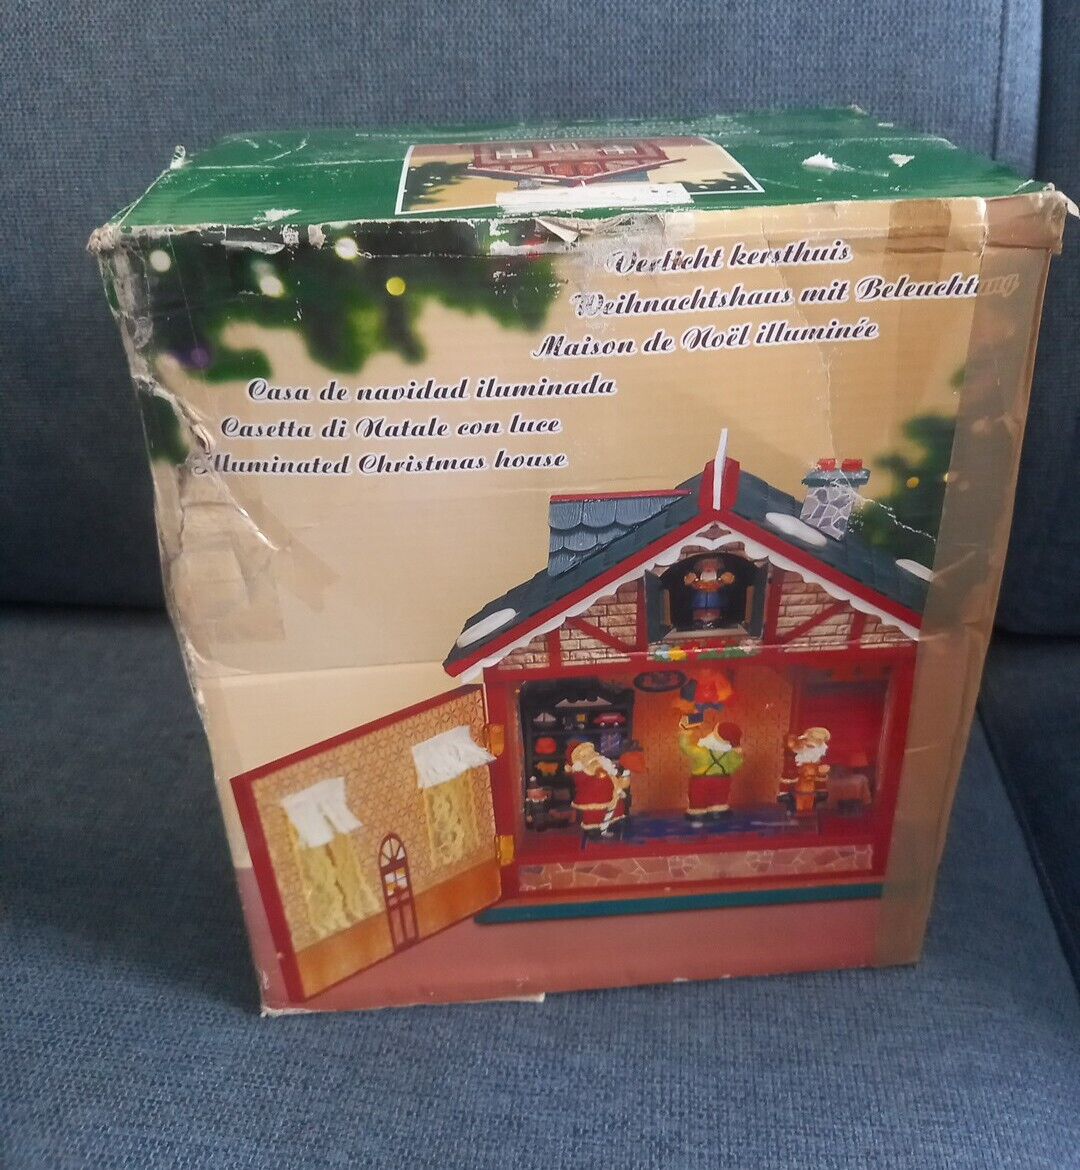 Verlicht kersthuis
Weihnachtshaus mit Beleuchtung
Maison de Noël illuminée
Casa de navidad iluminada
Casetta di Natale con luce
Illuminated Christmas house